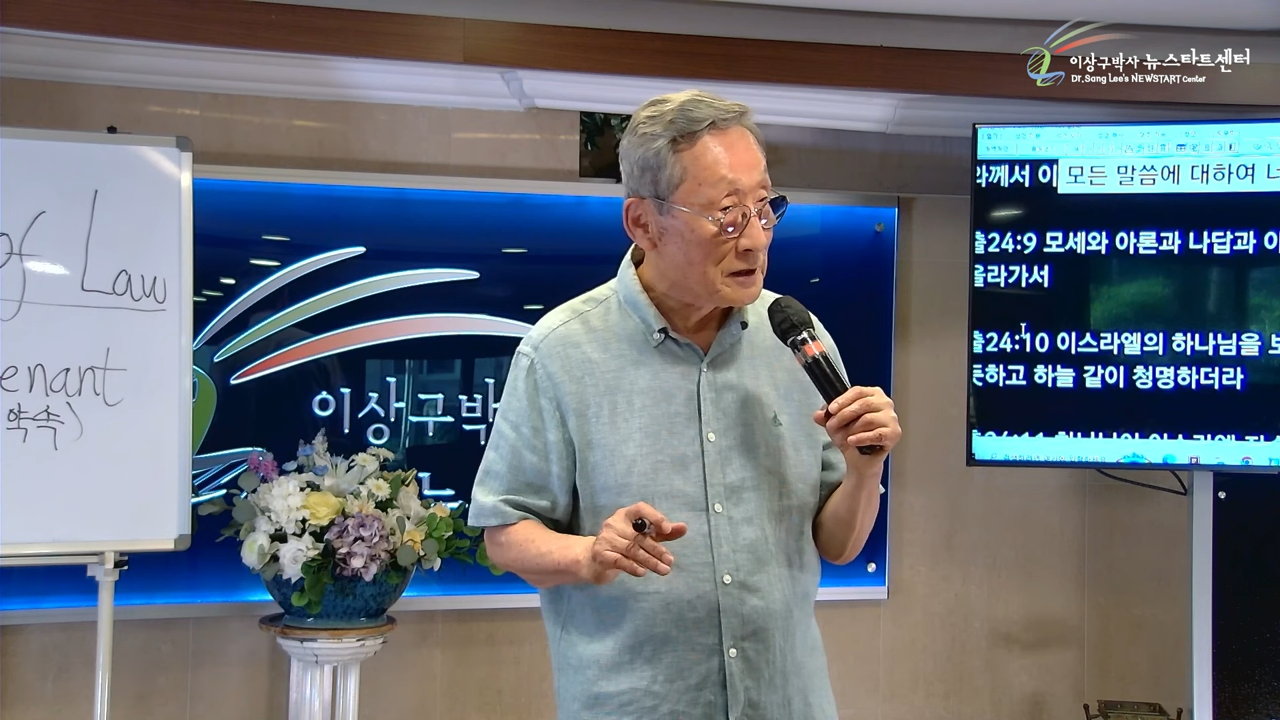 이상구박사 뉴스타트센터
Dr. Sang Lee's NEWSTART Center
of Law
enant
약속)
이상구박
와께서 이 모든 말씀에 대하여 너
출24:9 모세와 아론과 나답과 아
올라가서
출24:10 이스라엘의 하나님을 보
듯하고 하늘 같이 청명하더라